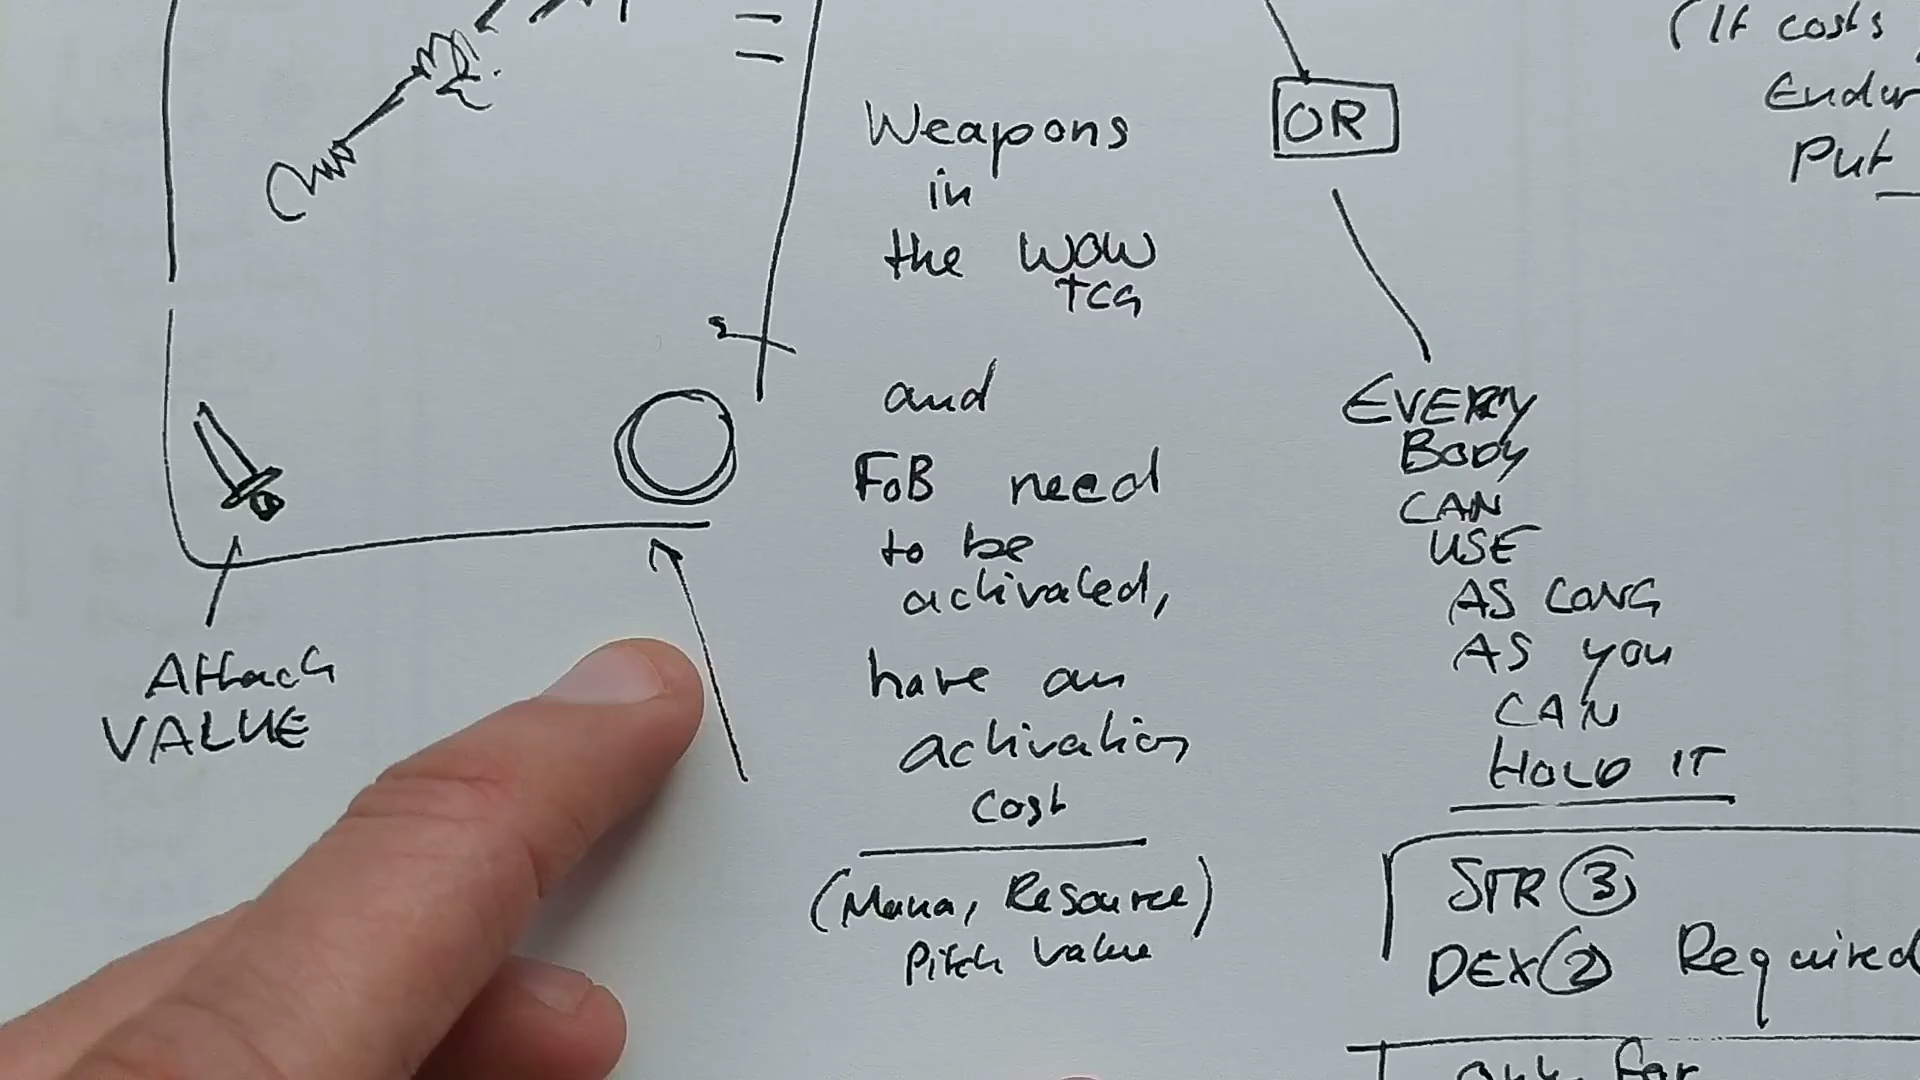 Attack
VALUE
Weapons
in
the WOW
TCG
and
FoB need
to be
activated,
have an
activation
cost
(Mana, Resource)
Pitch Value
OR
EVERY
BODY
CAN
USE
AS LONG
AS YOU
CAN
HOLD IT
STR 3
DEX 2 Required
(If costs
Endur
Put
for